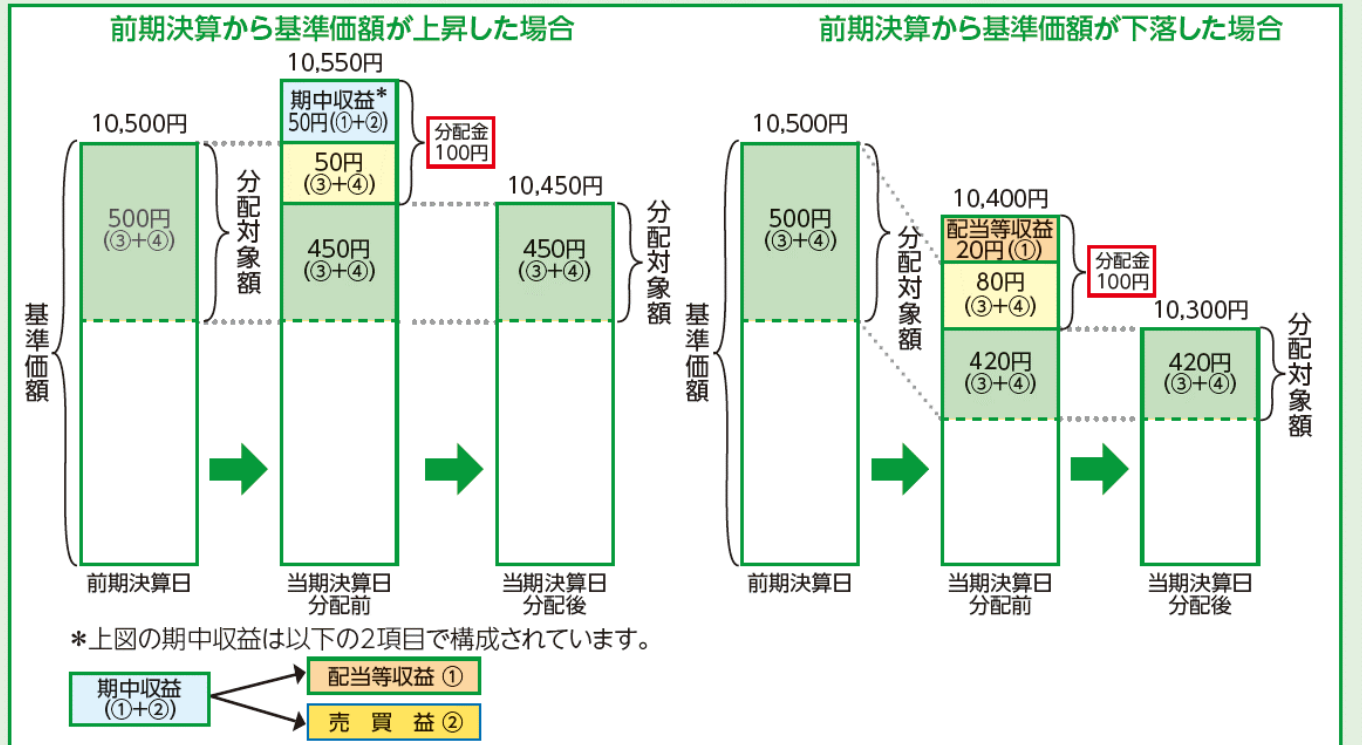 前期決算から基準価額が上昇した場合
10,500円
500円
(③+④)
分配対象額
基準価額
前期決算日
10,550円
期中収益*
50円(①+②)
50円
(③+④)
450円
(③+④)
分配金
100円
当期決算日
分配前
10,450円
450円
(③+④)
分配対象額
当期決算日
分配後
*上図の期中収益は以下の2項目で構成されています。
期中収益
(①+②)
配当等収益 ①
売 買 益 ②
前期決算から基準価額が下落した場合
10,500円
500円
(③+④)
分配対象額
基準価額
前期決算日
10,400円
配当等収益
20円(①)
80円
(③+④)
420円
(③+④)
分配金
100円
当期決算日
分配前
10,300円
420円
(③+④)
分配対象額
当期決算日
分配後